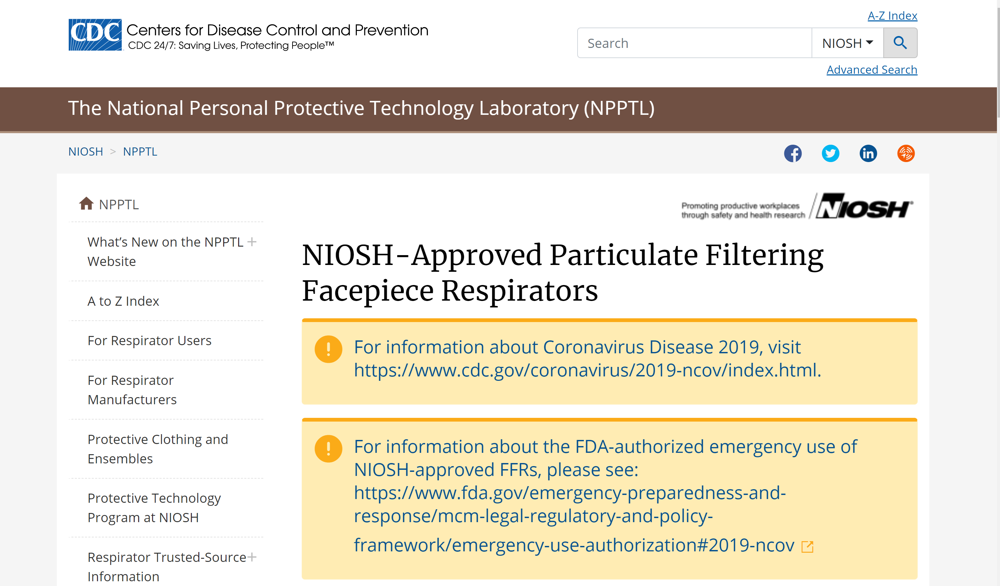 A-Z Index
CDC
Centers for Disease Control and Prevention
CDC 24/7: Saving Lives, Protecting People™
Search
NIOSH
Advanced Search
The National Personal Protective Technology Laboratory (NPPTL)
NIOSH > NPPTL
NPPTL
What’s New on the NPPTL
Website
A to Z Index
For Respirator Users
For Respirator
Manufacturers
Protective Clothing and
Ensembles
Protective Technology
Program at NIOSH
Respirator Trusted-Source
Information
Promoting productive workplaces
through safety and health research
NIOSH®
NIOSH-Approved Particulate Filtering
Facepiece Respirators
For information about Coronavirus Disease 2019, visit
https://www.cdc.gov/coronavirus/2019-ncov/index.html.
For information about the FDA-authorized emergency use of
NIOSH-approved FFRs, please see:
https://www.fda.gov/emergency-preparedness-and-
response/mcm-legal-regulatory-and-policy-
framework/emergency-use-authorization#2019-ncov